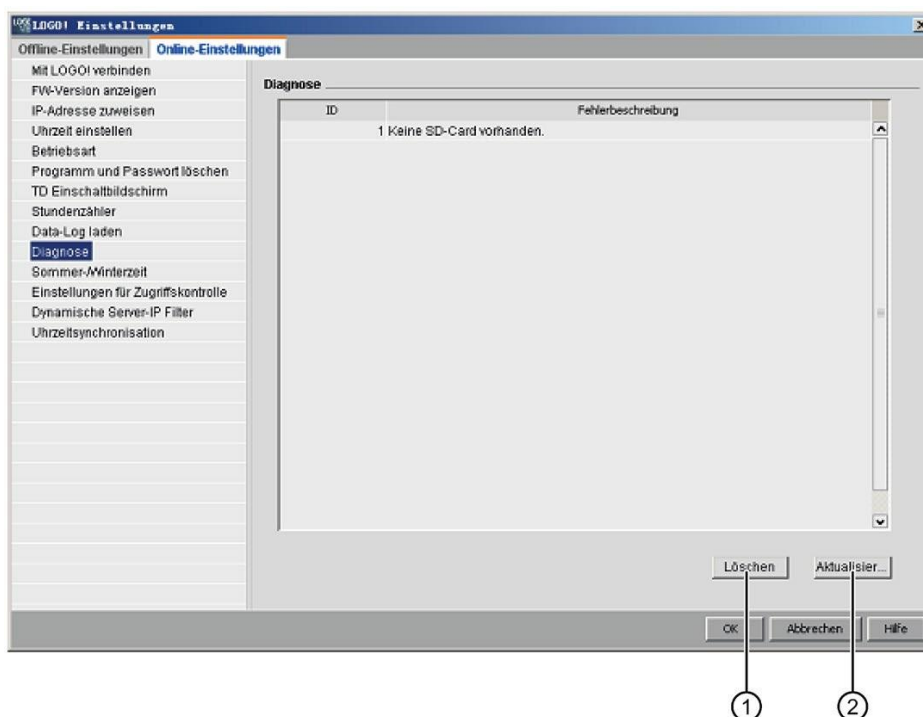 LOGO! Einstellungen
Offline-Einstellungen Online-Einstellungen
Mit LOGO! verbinden
FW-Version anzeigen
IP-Adresse zuweisen
Uhrzeit einstellen
Betriebsart
Programm und Passwort löschen
TD Einschaltbildschirm
Stundenzähler
Data-Log laden
Diagnose
Sommer-/Winterzeit
Einstellungen für Zugriffskontrolle
Dynamische Server-IP Filter
Uhrzeitsynchronisation
Diagnose
ID Fehlerbeschreibung
1 Keine SD-Card vorhanden.
Löschen Aktualisier...
OK Abbrechen Hilfe
1 2